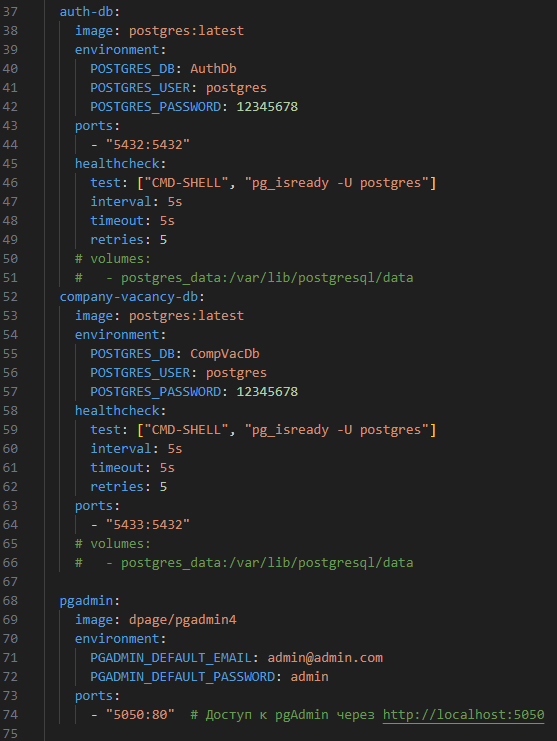 37 auth-db:
38 image: postgres:latest
39 environment:
40 POSTGRES_DB: AuthDb
41 POSTGRES_USER: postgres
42 POSTGRES_PASSWORD: 12345678
43 ports:
44 - "5432:5432"
45 healthcheck:
46 test: ["CMD-SHELL", "pg_isready -U postgres"]
47 interval: 5s
48 timeout: 5s
49 retries: 5
50 # volumes:
51 #   - postgres_data:/var/lib/postgresql/data
52 company-vacancy-db:
53 image: postgres:latest
54 environment:
55 POSTGRES_DB: CompVacDb
56 POSTGRES_USER: postgres
57 POSTGRES_PASSWORD: 12345678
58 healthcheck:
59 test: ["CMD-SHELL", "pg_isready -U postgres"]
60 interval: 5s
61 timeout: 5s
62 retries: 5
63 ports:
64 - "5433:5432"
65 # volumes:
66 #   - postgres_data:/var/lib/postgresql/data
67
68 pgadmin:
69 image: dpage/pgadmin4
70 environment:
71 PGADMIN_DEFAULT_EMAIL: admin@admin.com
72 PGADMIN_DEFAULT_PASSWORD: admin
73 ports:
74 - "5050:80"  # Доступ к pgAdmin через http://localhost:5050
75